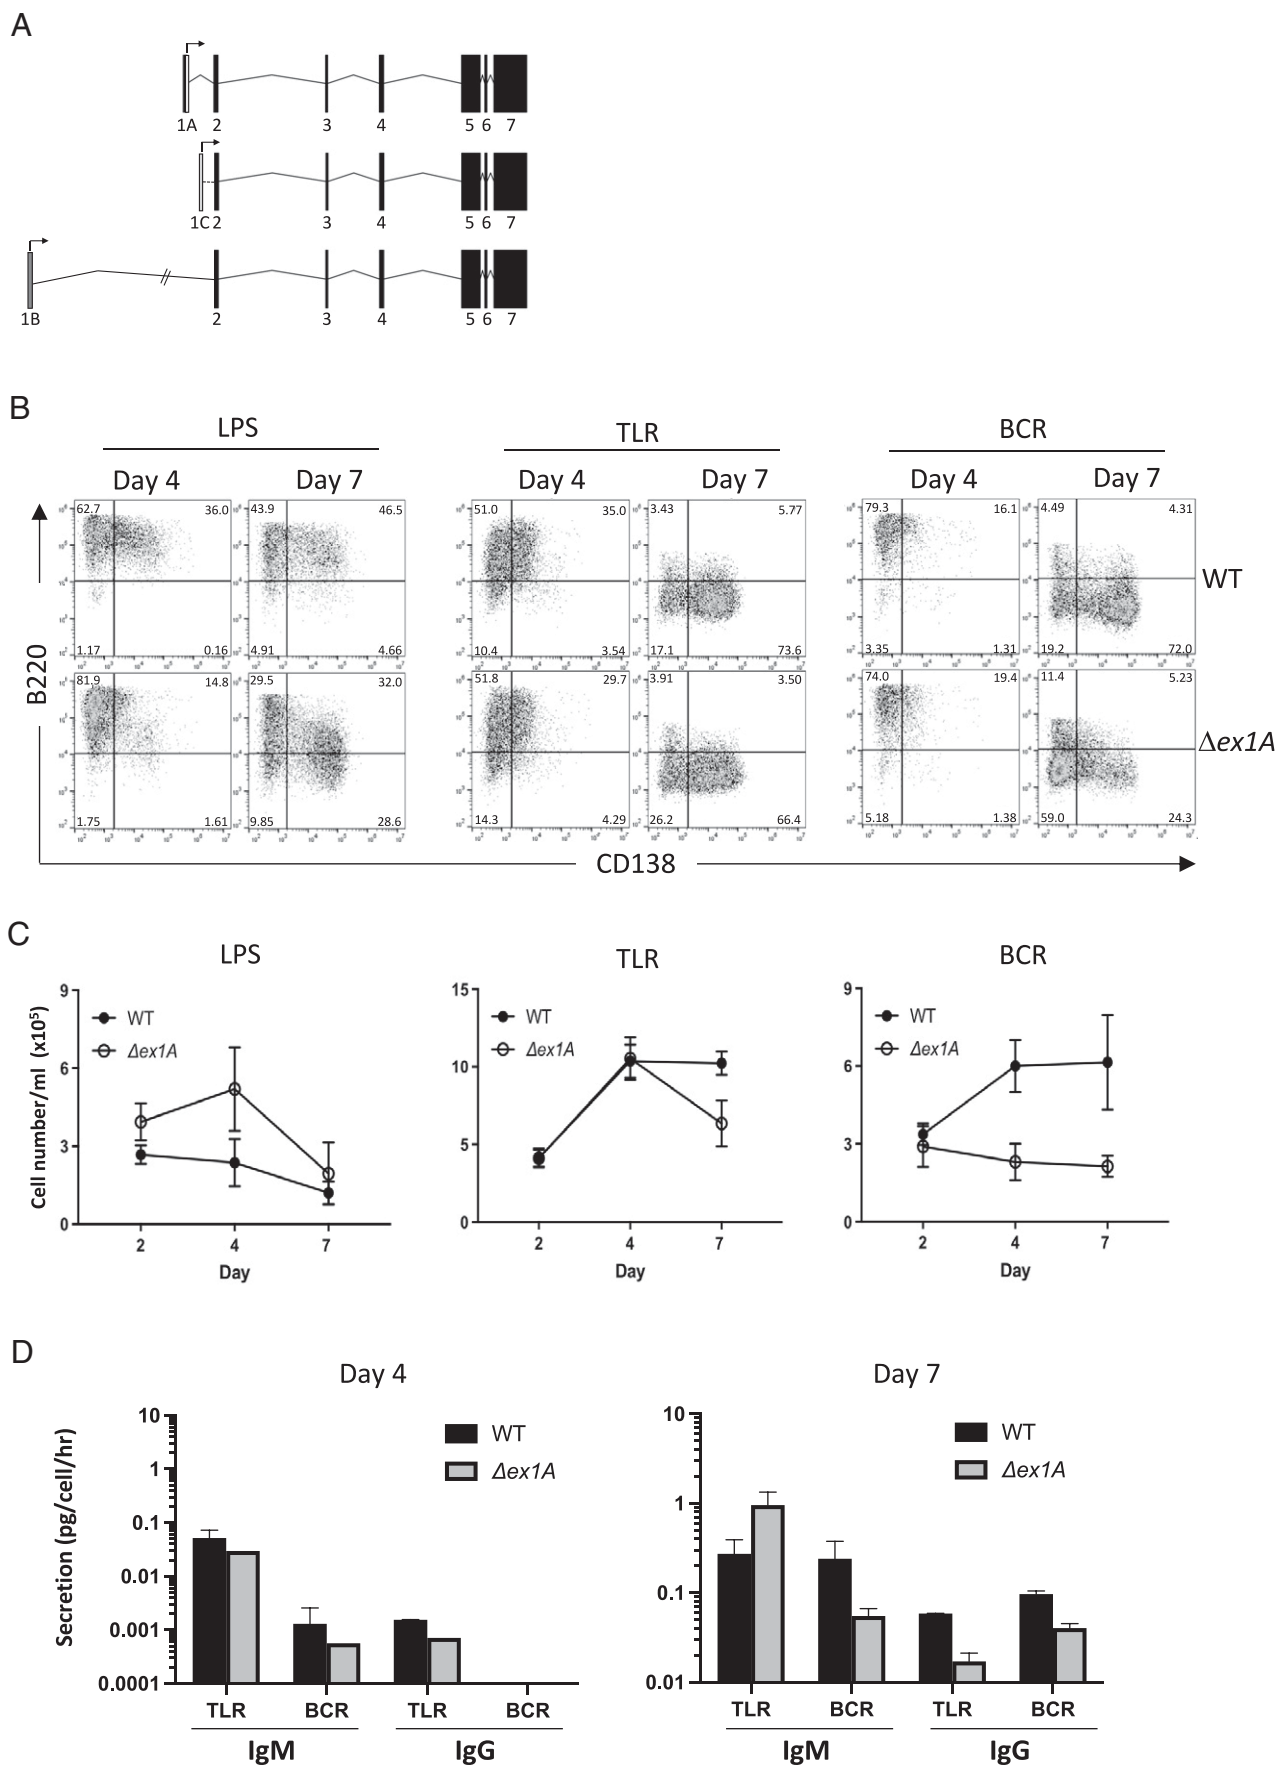 A
1A 2 3 4 5 6 7
1C 2 3 4 5 6 7
1B 2 3 4 5 6 7
B
LPS TLR BCR
Day 4 Day 7 Day 4 Day 7 Day 4 Day 7
62.7 36.0 43.9 46.5 51.0 35.0 3.43 5.77 79.3 16.1 4.49 4.31
WT
1.17 0.16 4.91 4.66 10.4 3.54 17.1 73.6 3.35 1.31 19.2 72.0
B220
81.9 14.8 29.5 32.0 51.8 29.7 3.91 3.50 74.0 19.4 11.4 5.23
Δex1A
1.75 1.61 9.85 28.6 14.3 4.29 26.2 66.4 5.18 1.38 59.0 24.3
CD138
C
LPS TLR BCR
Cell number/ml (x10⁵)
9
6
3
0
WT
Δex1A
2 4 7
Day
15
10
5
0
WT
Δex1A
2 4 7
Day
9
6
3
0
WT
Δex1A
2 4 7
Day
D
Day 4
Secretion (pg/cell/hr)
10
1
0.1
0.01
0.001
0.0001
WT
Δex1A
TLR BCR TLR BCR
IgM IgG
Day 7
10
1
0.1
0.01
WT
Δex1A
TLR BCR TLR BCR
IgM IgG